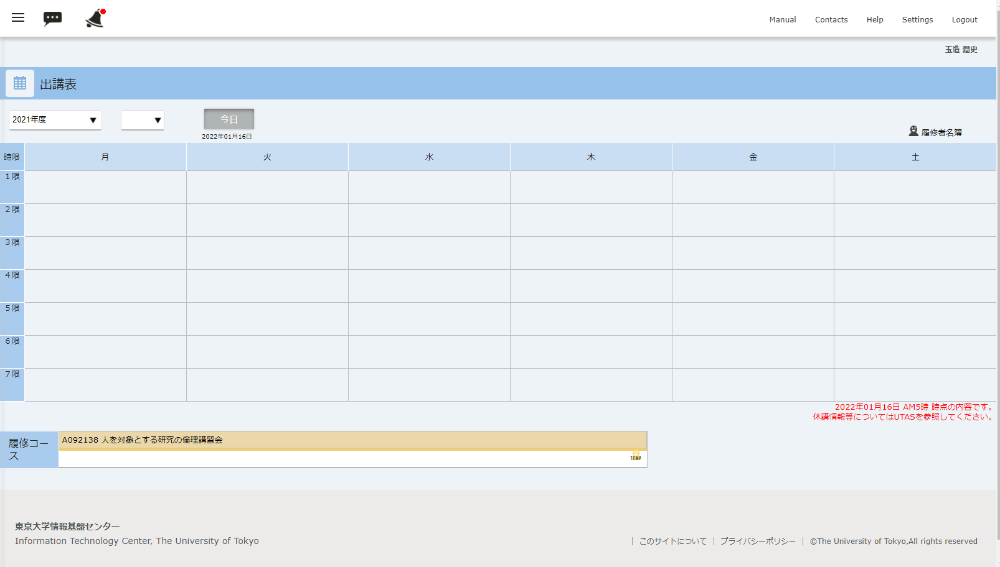 Manual Contacts Help Settings Logout
玉造 潤史
出講表
2021年度 ▼ ▼ 今日
2022年01月16日
履修者名簿
時限 月 火 水 木 金 土
1限
2限
3限
4限
5限
6限
7限
2022年01月16日 AM5時 時点の内容です。
休講情報等についてはUTASを参照してください。
履修コー
ス
A092138 人を対象とする研究の倫理講習会
TEMP
東京大学情報基盤センター
Information Technology Center, The University of Tokyo
| このサイトについて | プライバシーポリシー | ©The University of Tokyo,All rights reserved